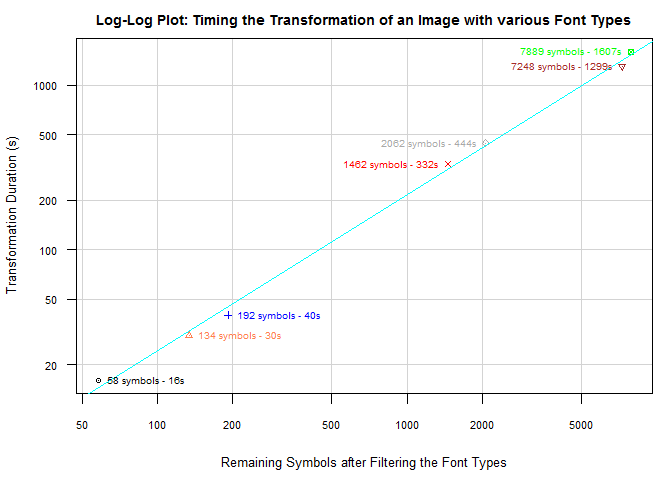 Log-Log Plot: Timing the Transformation of an Image with various Font Types
Transformation Duration (s)
1000
500
200
100
50
20
7889 symbols - 1607s
7248 symbols - 1299s
2062 symbols - 444s
1462 symbols - 332s
192 symbols - 40s
134 symbols - 30s
58 symbols - 16s
50 100 200 500 1000 2000 5000
Remaining Symbols after Filtering the Font Types